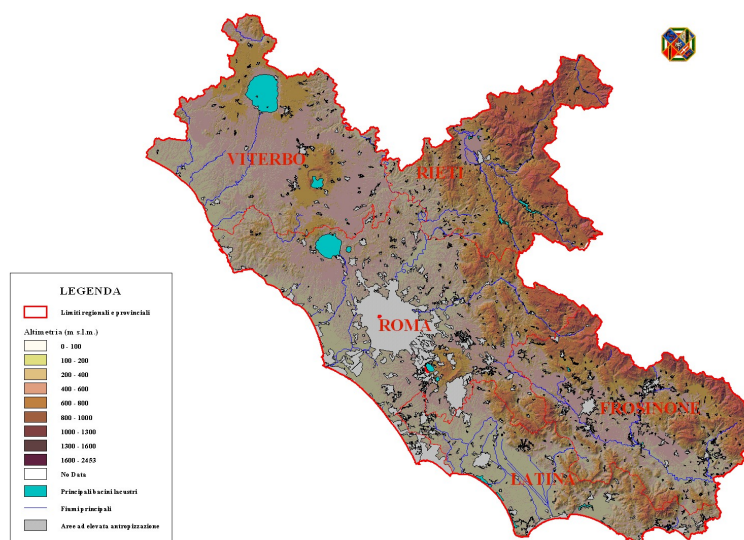 VITERBO
RIETI
ROMA
FROSINONE
LATINA
LEGENDA
Limiti regionali e provinciali
Altimetria (m s.l.m.)
0 - 100
100 - 200
200 - 400
400 - 600
600 - 800
800 - 1000
1000 - 1300
1300 - 1600
1600 - 2453
No Data
Principali bacini lacustri
Fiumi principali
Aree ad elevata antropizzazione